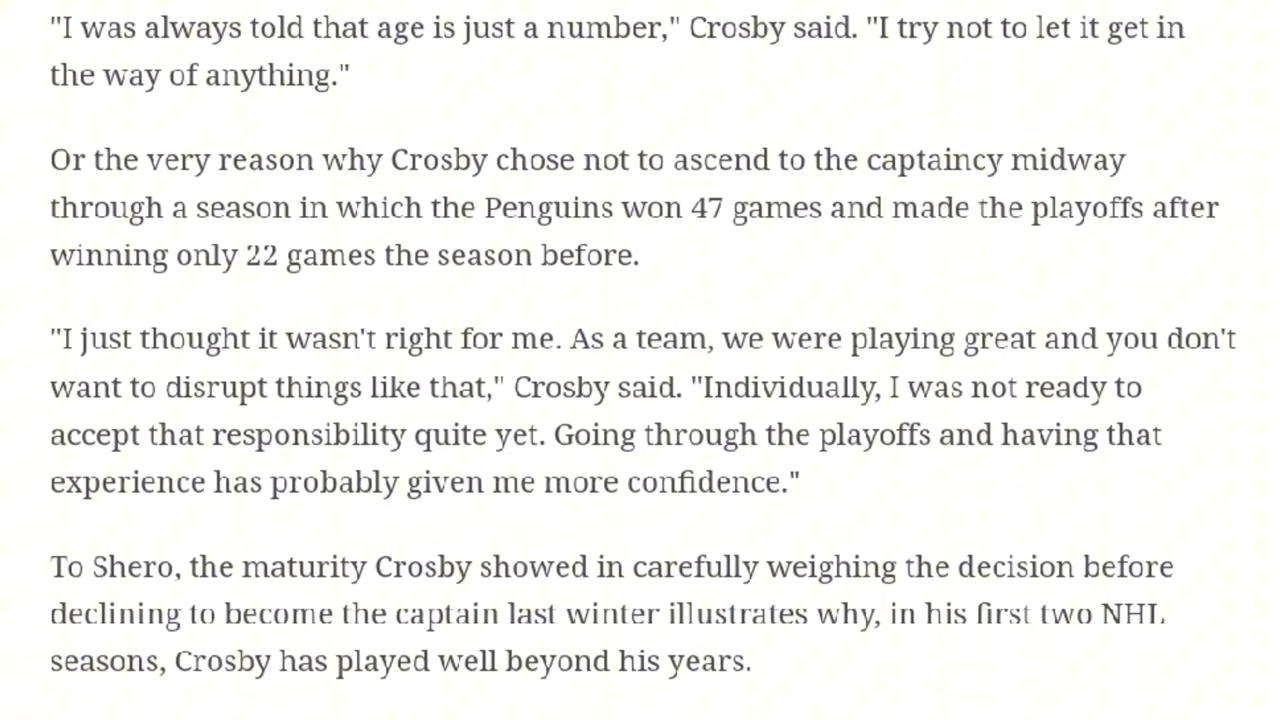 "I was always told that age is just a number," Crosby said. "I try not to let it get in
the way of anything."
Or the very reason why Crosby chose not to ascend to the captaincy midway
through a season in which the Penguins won 47 games and made the playoffs after
winning only 22 games the season before.
"I just thought it wasn't right for me. As a team, we were playing great and you don't
want to disrupt things like that," Crosby said. "Individually, I was not ready to
accept that responsibility quite yet. Going through the playoffs and having that
experience has probably given me more confidence."
To Shero, the maturity Crosby showed in carefully weighing the decision before
declining to become the captain last winter illustrates why, in his first two NHL
seasons, Crosby has played well beyond his years.